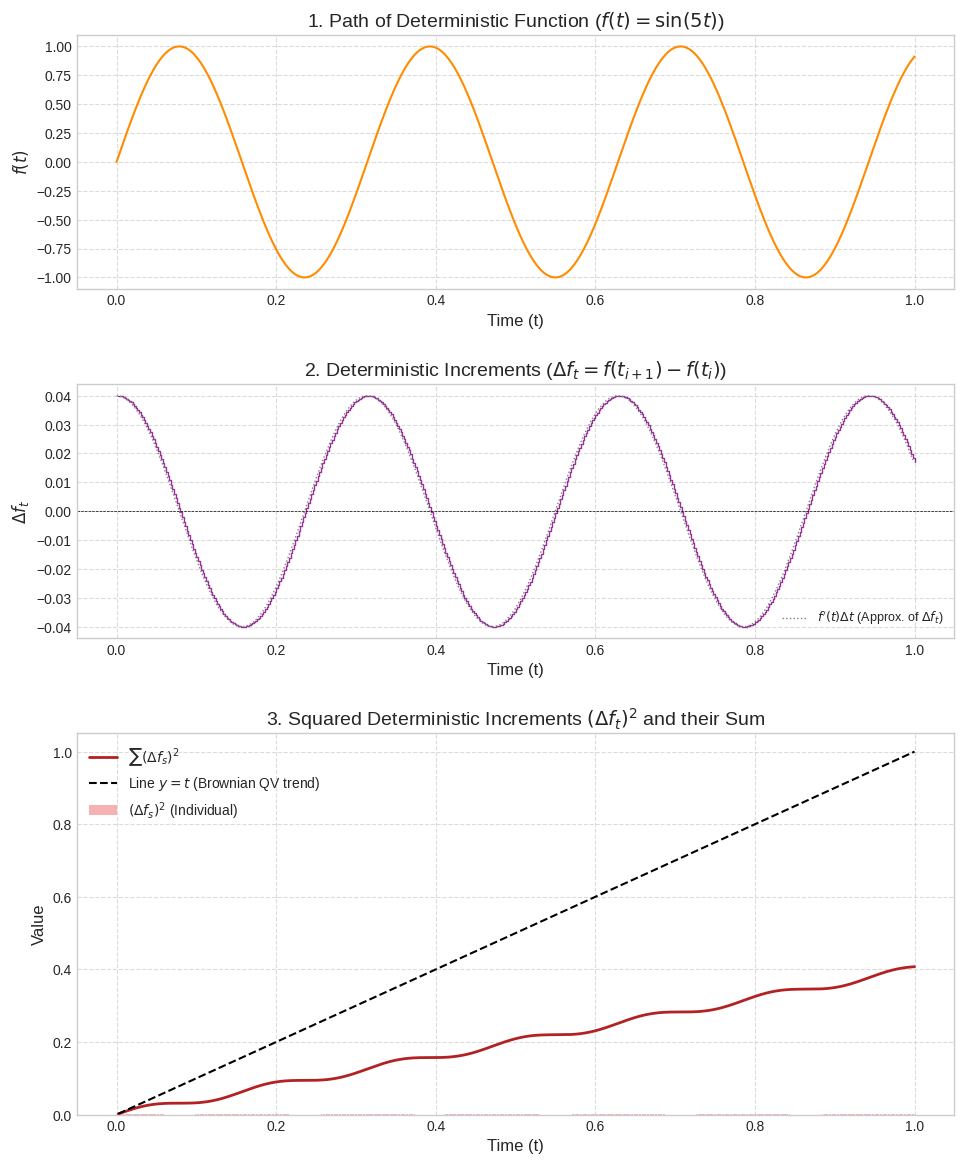 1. Path of Deterministic Function (f(t) = sin(5t))
1.00
0.75
0.50
0.25
0.00
−0.25
−0.50
−0.75
−1.00
f(t)
0.0 0.2 0.4 0.6 0.8 1.0
Time (t)
2. Deterministic Increments (Δf_t = f(t_{i+1}) − f(t_i))
0.04
0.03
0.02
0.01
0.00
−0.01
−0.02
−0.03
−0.04
Δf_t
f'(t)Δt (Approx. of Δf_t)
0.0 0.2 0.4 0.6 0.8 1.0
Time (t)
3. Squared Deterministic Increments (Δf_t)² and their Sum
1.0
0.8
0.6
0.4
0.2
0.0
Value
∑(Δf_s)²
Line y = t (Brownian QV trend)
(Δf_s)² (Individual)
0.0 0.2 0.4 0.6 0.8 1.0
Time (t)